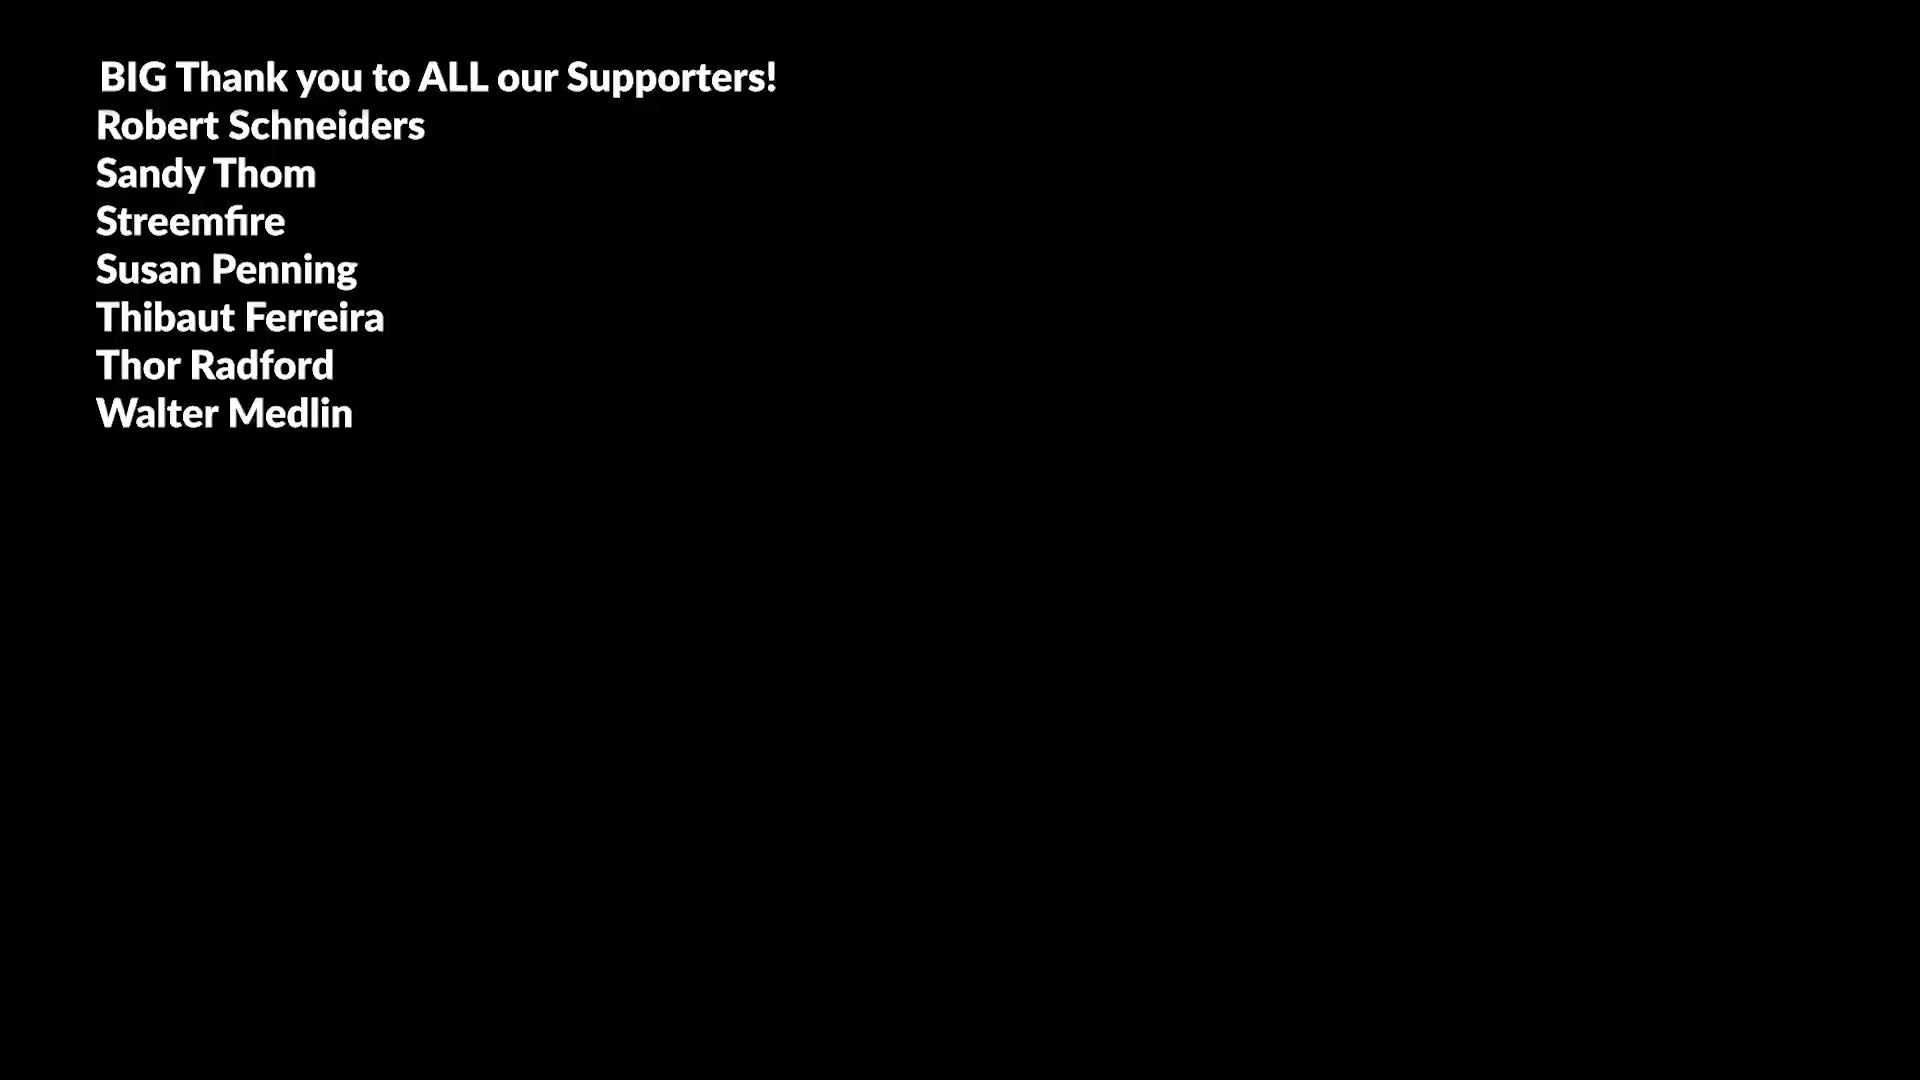 BIG Thank you to ALL our Supporters!
Robert Schneiders
Sandy Thom
Streemfire
Susan Penning
Thibaut Ferreira
Thor Radford
Walter Medlin